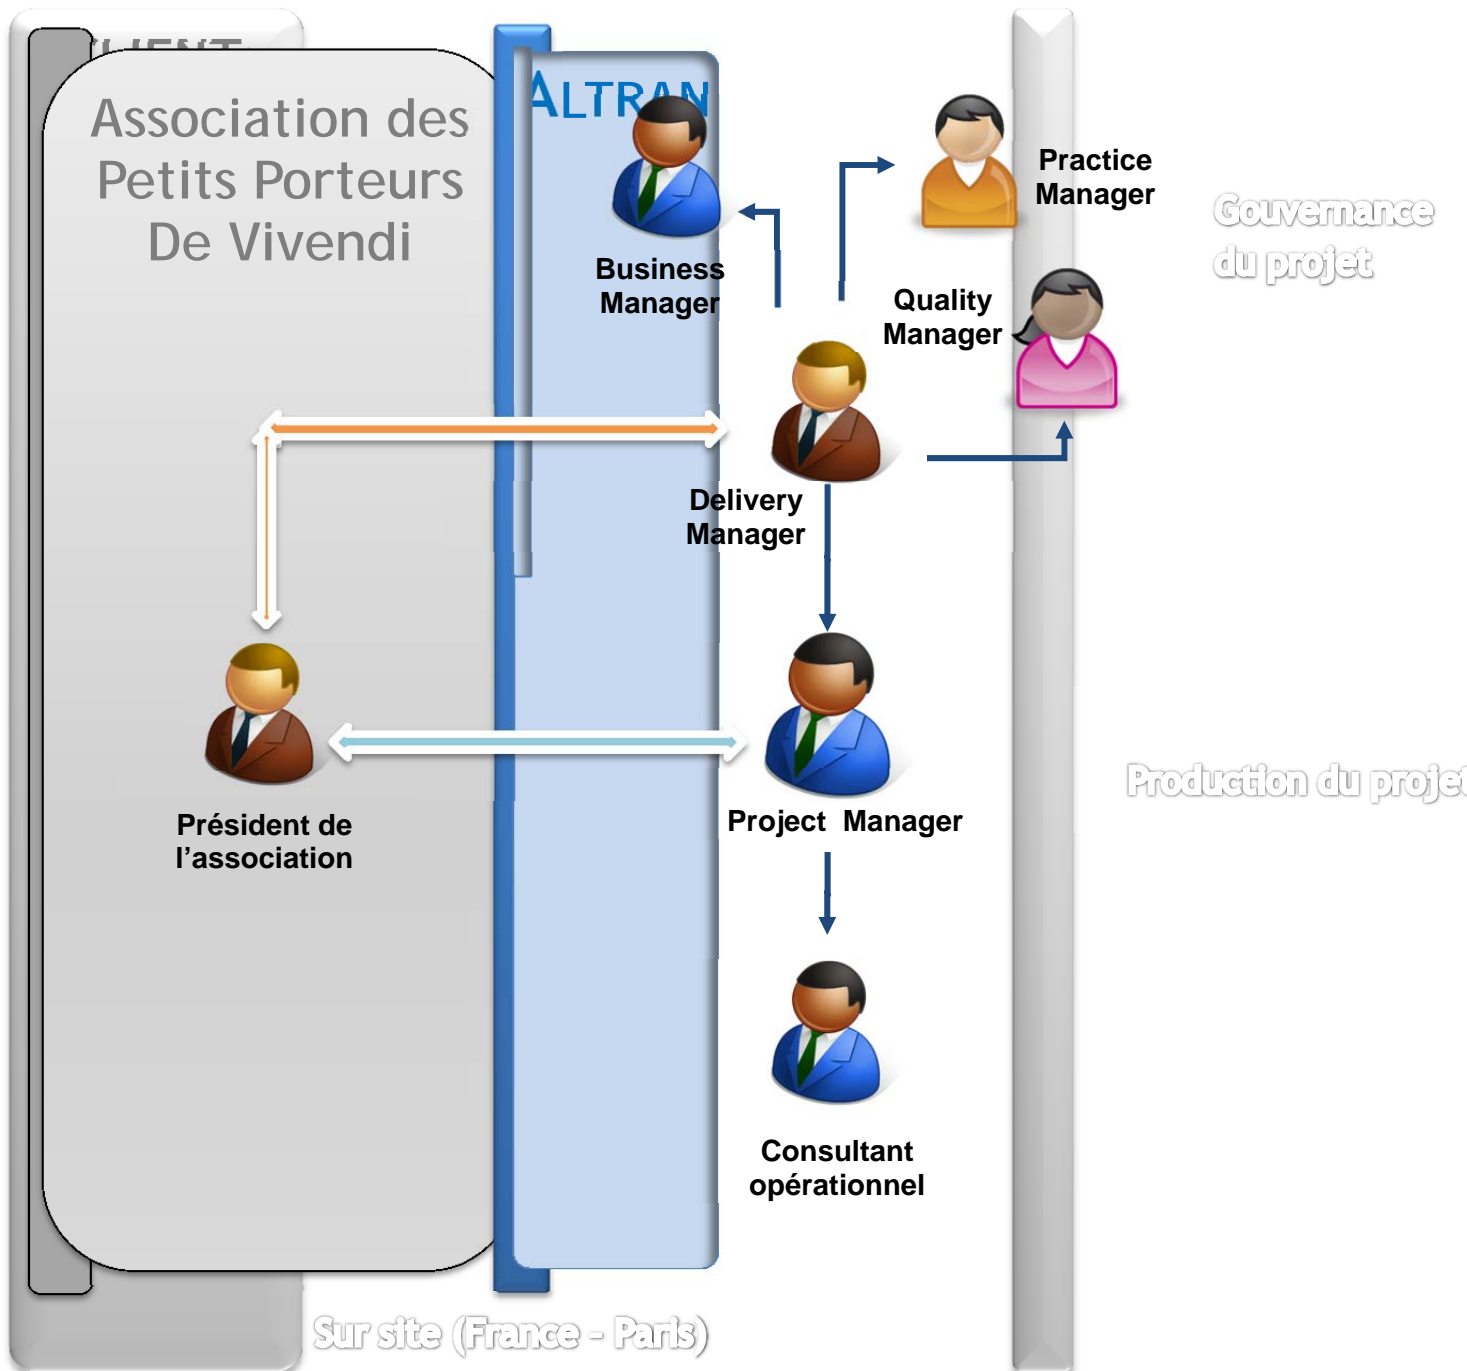 CLIENT
Association des
Petits Porteurs
De Vivendi
ALTRAN
Business
Manager
Practice
Manager
Quality
Manager
Gouvernance
du projet
Delivery
Manager
Président de
l’association
Project Manager
Production du projet
Consultant
opérationnel
Sur site (France - Paris)